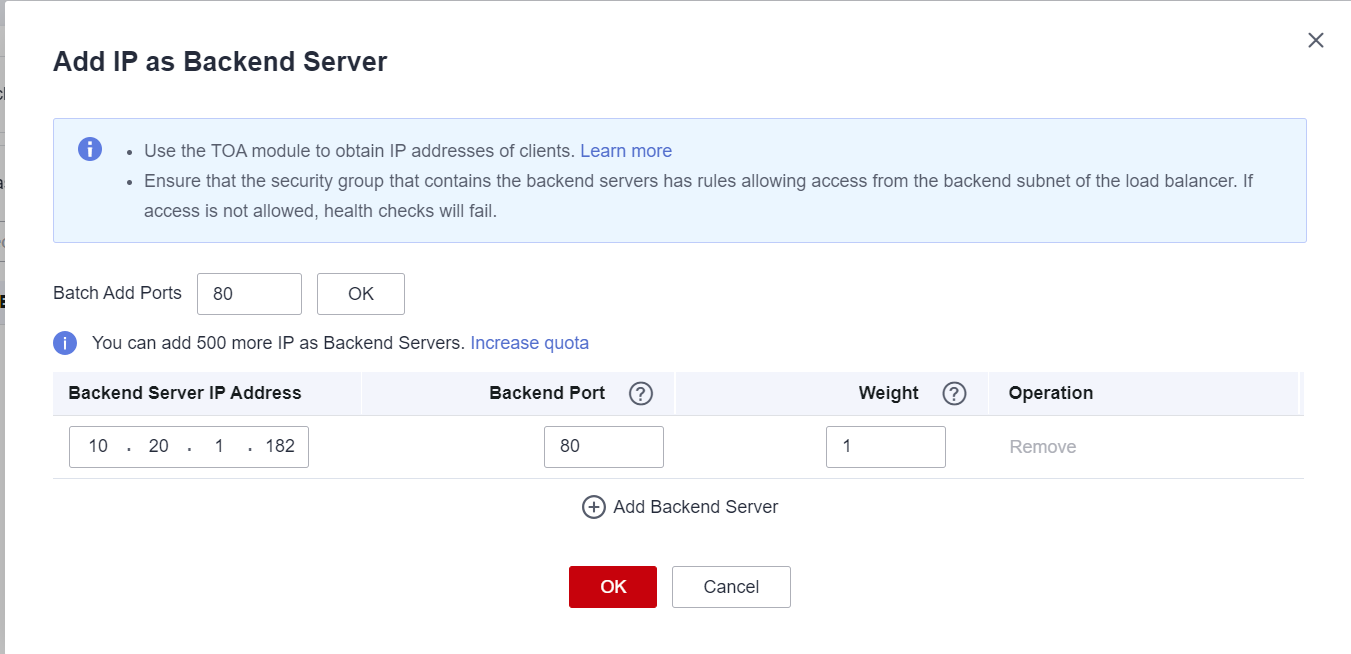 Add IP as Backend Server
Use the TOA module to obtain IP addresses of clients. Learn more
Ensure that the security group that contains the backend servers has rules allowing access from the backend subnet of the load balancer. If
access is not allowed, health checks will fail.
Batch Add Ports 80 OK
You can add 500 more IP as Backend Servers. Increase quota
Backend Server IP Address Backend Port Weight Operation
10 . 20 . 1 . 182 80 1 Remove
Add Backend Server
OK Cancel